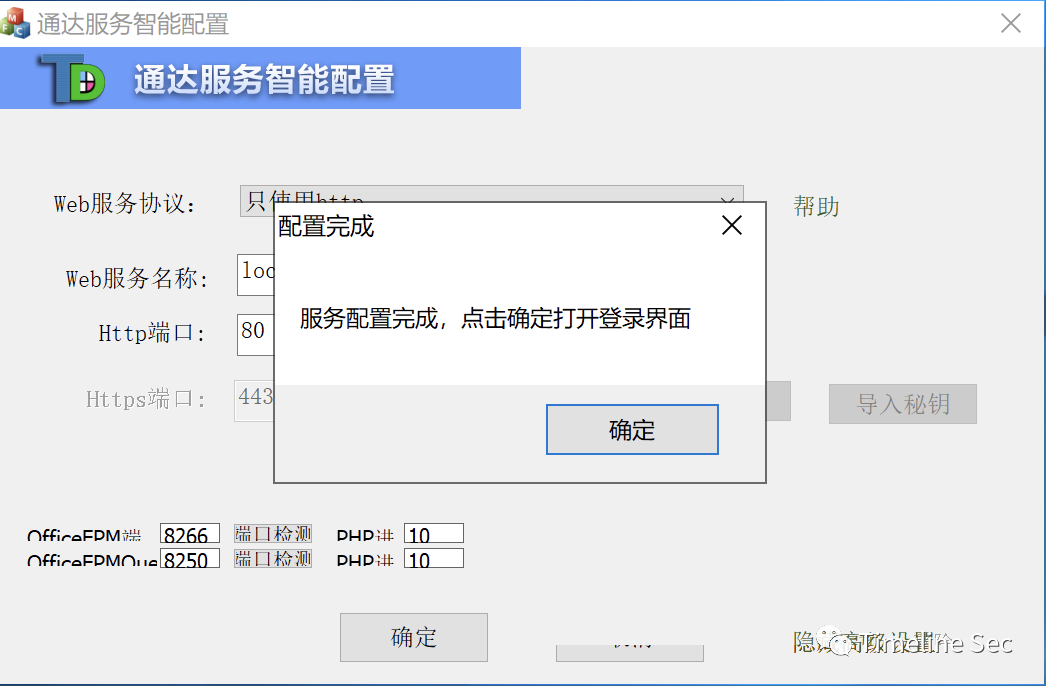 通达服务智能配置
TD 通达服务智能配置
Web服务协议: 只使用http 帮助
配置完成
Web服务名称: loc
服务配置完成，点击确定打开登录界面
Http端口: 80
Https端口: 443
导入秘钥
确定
OfficeFPM端 8266 端口检测 PHP进 10
OfficeFPMQue 8250 端口检测 PHP进 10
确定
隐藏高级设置
Timeline Sec